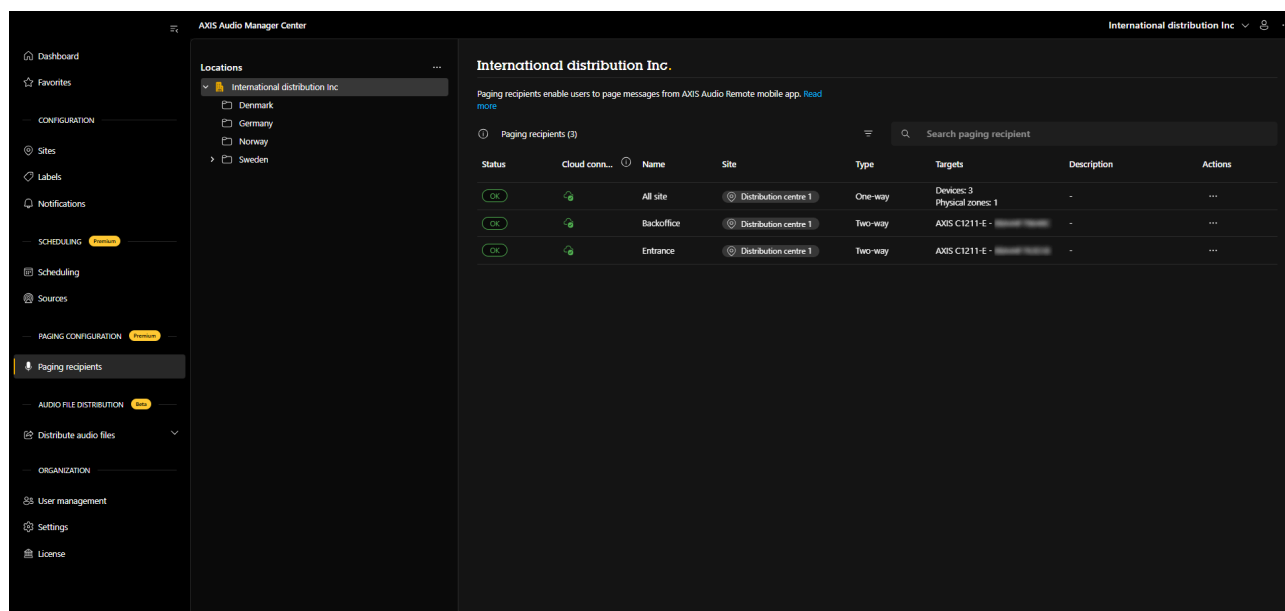 AXIS Audio Manager Center
International distribution Inc
Dashboard
Favorites
CONFIGURATION
Sites
Labels
Notifications
SCHEDULING Premium
Scheduling
Sources
PAGING CONFIGURATION Premium
Paging recipients
AUDIO FILE DISTRIBUTION Beta
Distribute audio files
ORGANIZATION
User management
Settings
License
Locations
International distribution Inc
Denmark
Germany
Norway
Sweden
International distribution Inc.
Paging recipients enable users to page messages from AXIS Audio Remote mobile app. Read
more
Paging recipients (3)
Search paging recipient
Status Cloud conn... Name Site Type Targets Description Actions
OK All site Distribution centre 1 One-way Devices: 3 - ...
Physical zones: 1
OK Backoffice Distribution centre 1 Two-way AXIS C1211-E - - ...
OK Entrance Distribution centre 1 Two-way AXIS C1211-E - - ...